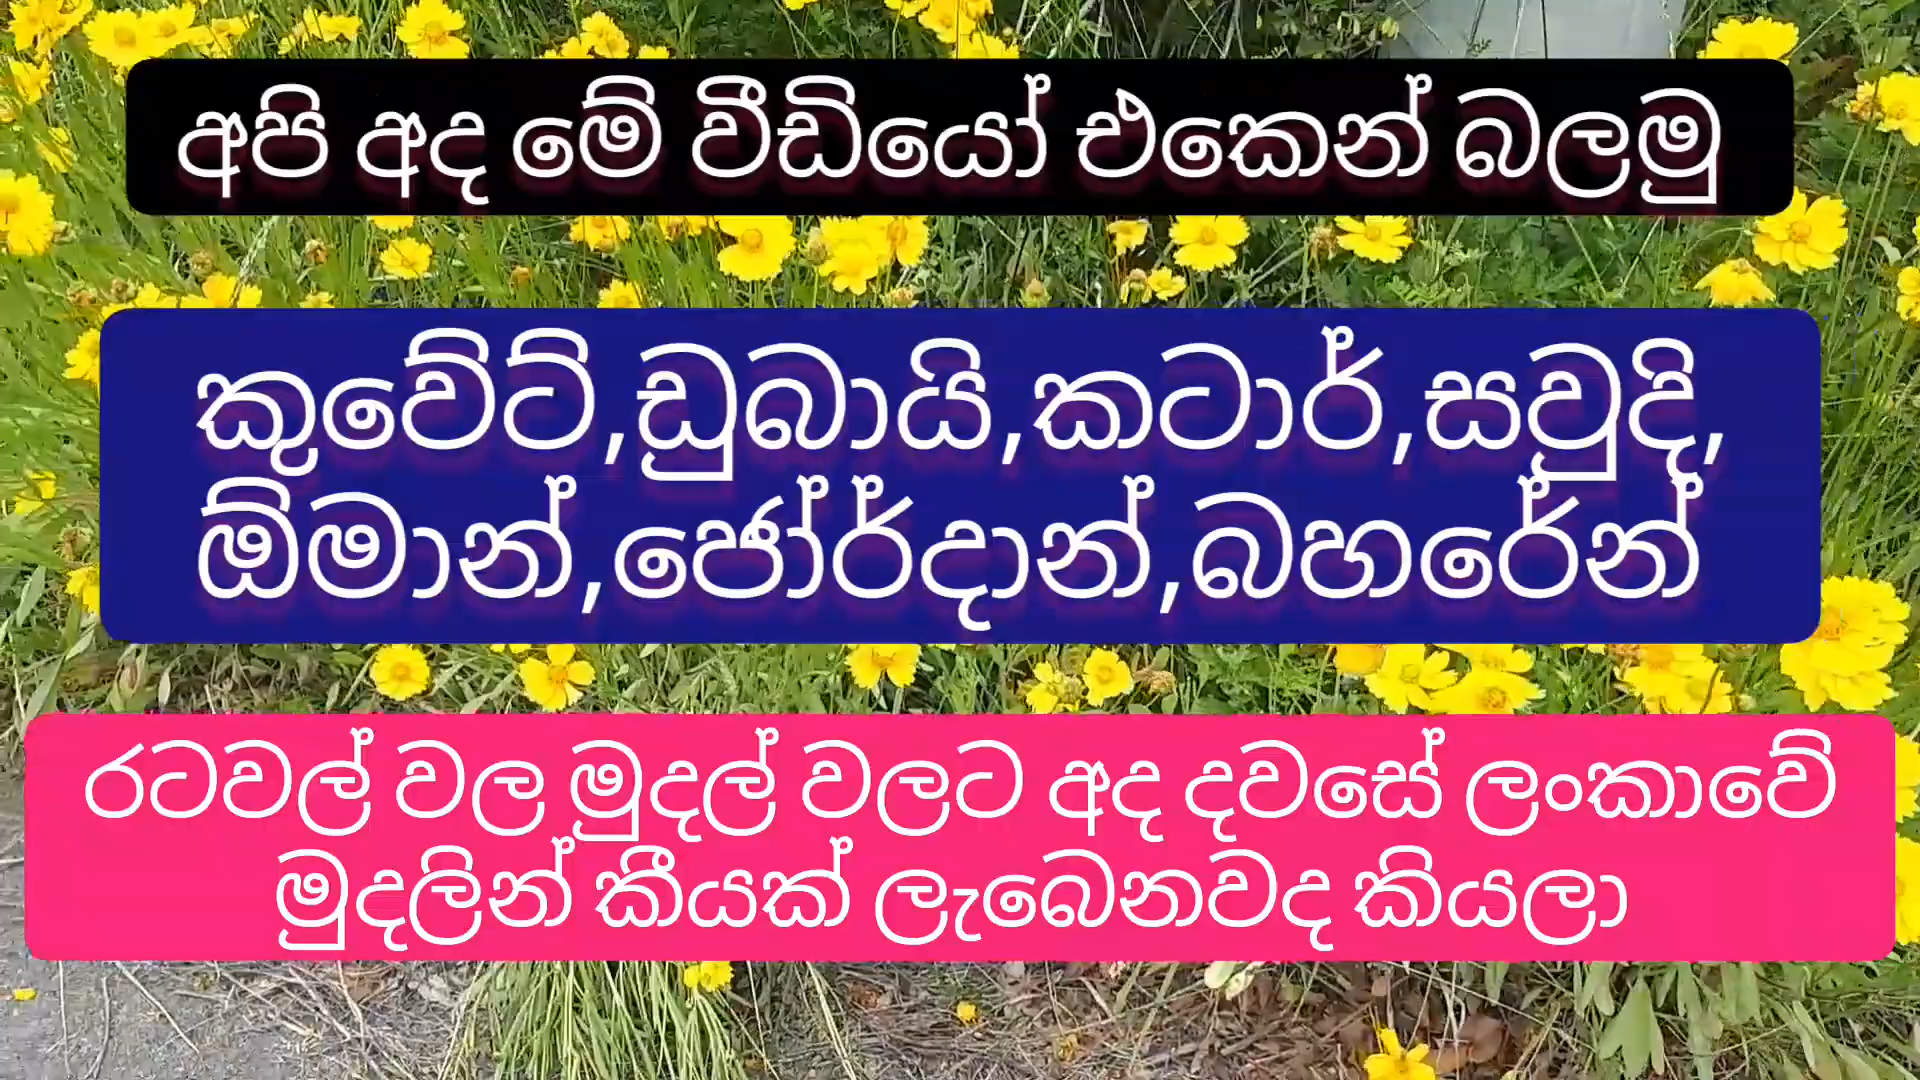 අපි අද මේ වීඩියෝ එකෙන් බලමු
කුවේට්,ඩුබායි,කටාර්,සවුදි,
ඕමාන්,ජෝර්දාන්,බහරේන්
රටවල් වල මුදල් වලට අද දවසේ ලංකාවේ
මුදලින් කීයක් ලැබෙනවද කියලා